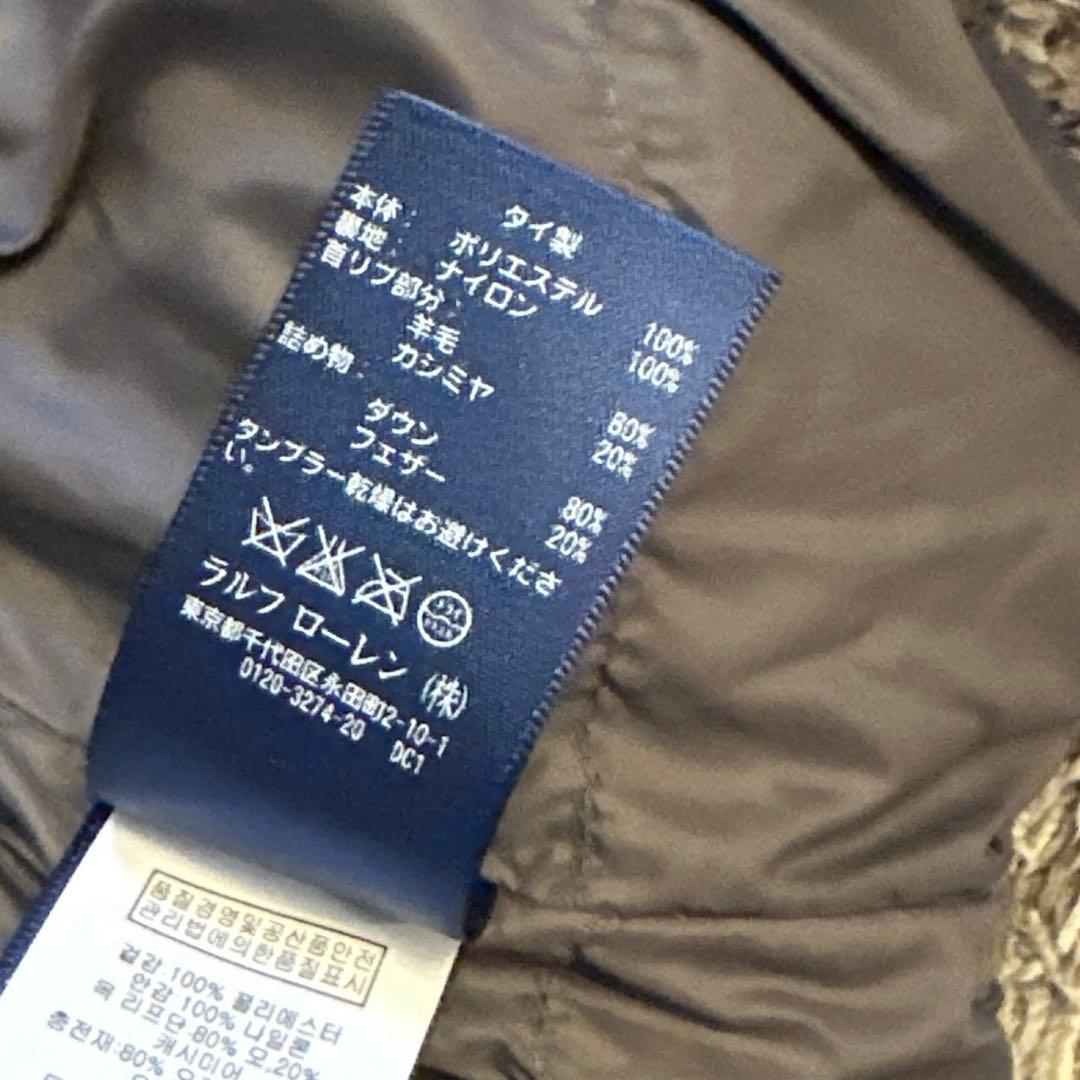 タイ製
本体: ポリエステル 100%
裏地: ナイロン 100%
首リブ部分:
羊毛 80%
カシミヤ 20%
詰め物:
ダウン 80%
フェザー 20%
タンブラー乾燥はお避けくださ
い。
ラルフ ローレン (株)
東京都千代田区永田町2-10-1
0120-3274-20 DC1
품질경영및공산품안전
관리법에의한품질표시
겉감:100% 폴리에스터
안감:100% 나일론
목 리브단:80% 모,20%
캐시미어
충전재:80%